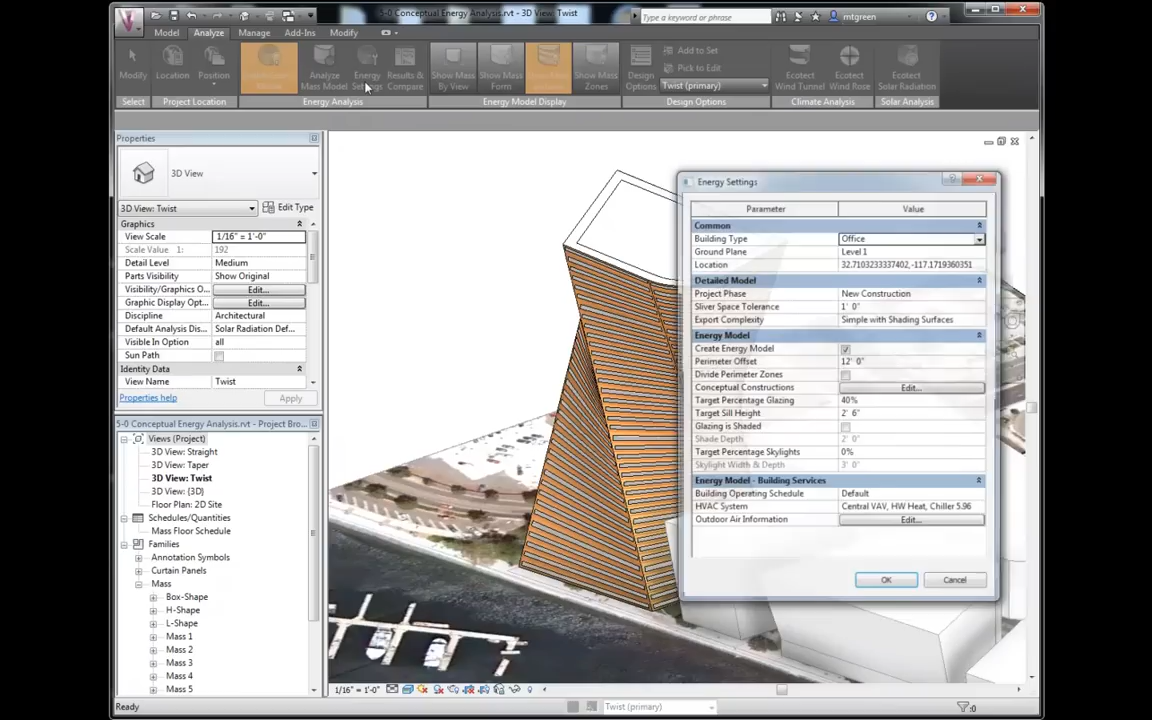 5-0 Conceptual Energy Analysis.rvt - 3D View: Twist
Type a keyword or phrase
mtgreen
Model Analyze Manage Add-Ins Modify
Modify Location Position
Analyze Mass Model
Energy
Results & Compare
Show Mass By View
Show Mass Form
Show Mass Zones
Design Options
Add to Set
Pick to Edit
Twist (primary)
Ecotect Wind Tunnel
Ecotect Wind Rose
Ecotect Solar Radiation
Select Project Location Energy Analysis Energy Model Display Design Options Climate Analysis Solar Analysis
Properties
3D View
3D View: Twist
Edit Type
Graphics
View Scale 1/16" = 1'-0"
Scale Value 1: 192
Detail Level Medium
Parts Visibility Show Original
Visibility/Graphics O... Edit...
Graphic Display Opt... Edit...
Discipline Architectural
Default Analysis Dis... Solar Radiation Def...
Visible In Option all
Sun Path
Identity Data
View Name Twist
Properties help
Apply
5-0 Conceptual Energy Analysis.rvt - Project Bro...
Views (Project)
3D View: Straight
3D View: Taper
3D View: Twist
3D View: {3D}
Floor Plan: 2D Site
Schedules/Quantities
Mass Floor Schedule
Families
Annotation Symbols
Curtain Panels
Mass
Box-Shape
H-Shape
L-Shape
Mass 1
Mass 2
Mass 3
Mass 4
Mass 5
Energy Settings
Parameter Value
Common
Building Type Office
Ground Plane Level 1
Location 32.7103233337402,-117.1719360351
Detailed Model
Project Phase New Construction
Sliver Space Tolerance 1' 0"
Export Complexity Simple with Shading Surfaces
Energy Model
Create Energy Model
Perimeter Offset 12' 0"
Divide Perimeter Zones
Conceptual Constructions Edit...
Target Percentage Glazing 40%
Target Sill Height 2' 6"
Glazing is Shaded
Shade Depth 2' 0"
Target Percentage Skylights 0%
Skylight Width & Depth 3' 0"
Energy Model - Building Services
Building Operating Schedule Default
HVAC System Central VAV, HW Heat, Chiller 5.96
Outdoor Air Information Edit...
OK
Cancel
1/16" = 1'-0"
Ready
Twist (primary)
:0